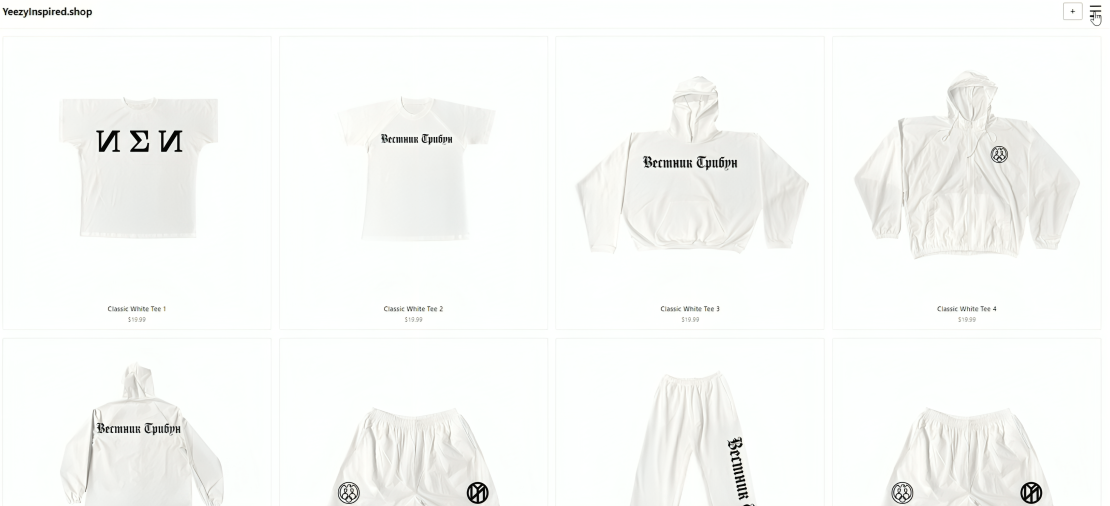 YeezyInspired.shop
+
ИΣИ
Вестник Трибун
Вестник Трибун
Classic White Tee 1
$19.99
Classic White Tee 2
$19.99
Classic White Tee 3
$19.99
Classic White Tee 4
$19.99
Вестник Трибун
Вестник